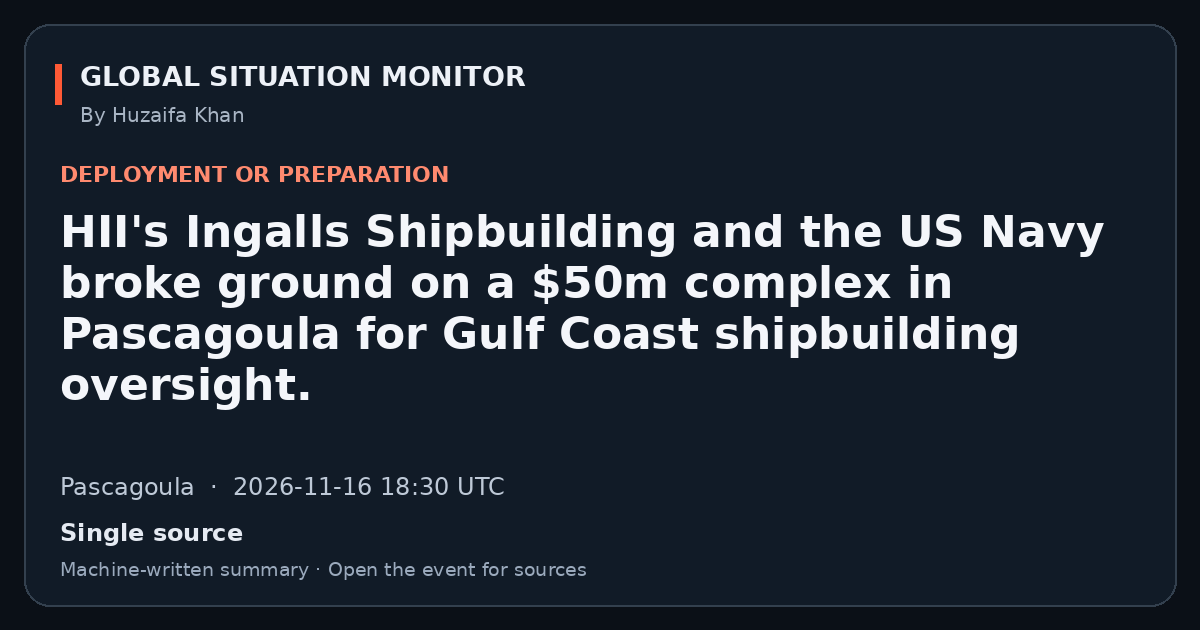 GLOBAL SITUATION MONITOR
By Huzaifa Khan
DEPLOYMENT OR PREPARATION
HII's Ingalls Shipbuilding and the US Navy
broke ground on a $50m complex in
Pascagoula for Gulf Coast shipbuilding
oversight.
Pascagoula · 2026-11-16 18:30 UTC
Single source
Machine-written summary · Open the event for sources